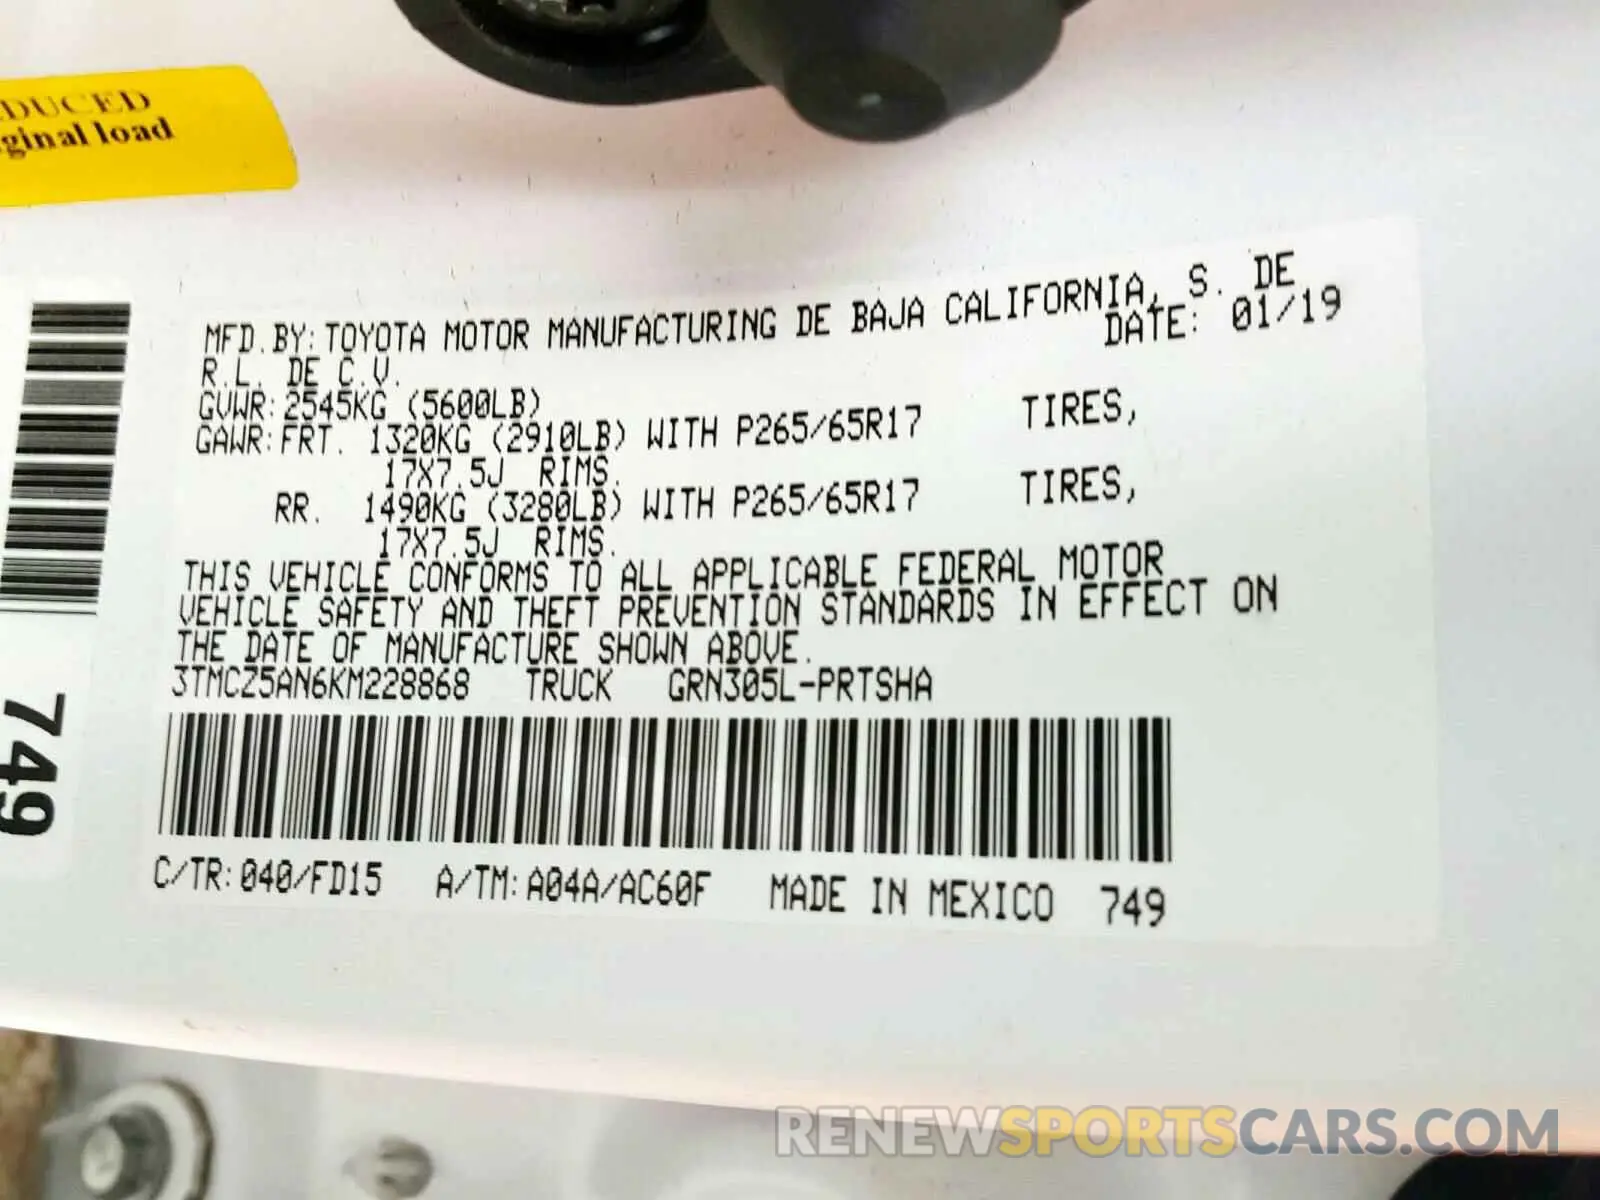 DUCED
ginal load
MFD.BY:TOYOTA MOTOR MANUFACTURING DE BAJA CALIFORNIA, S. DE
R.L. DE C.V. DATE: 01/19
GVWR:2545KG (5600LB)
GAWR:FRT. 1320KG (2910LB) WITH P265/65R17 TIRES,
17X7.5J RIMS.
RR. 1490KG (3280LB) WITH P265/65R17 TIRES,
17X7.5J RIMS.
THIS VEHICLE CONFORMS TO ALL APPLICABLE FEDERAL MOTOR
VEHICLE SAFETY AND THEFT PREVENTION STANDARDS IN EFFECT ON
THE DATE OF MANUFACTURE SHOWN ABOVE.
3TMCZ5AN6KM228868 TRUCK GRN305L-PRTSHA
C/TR:040/FD15 A/TM:A04A/AC60F MADE IN MEXICO 749
749
RENEWSPORTSCARS.COM